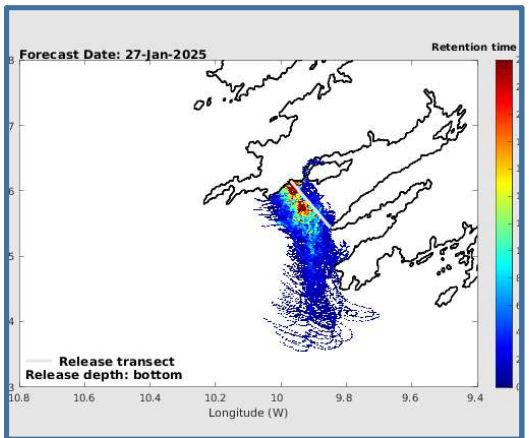 Forecast Date: 27-Jan-2025
Retention time
8
7
6
5
4
3
Release transect
Release depth: bottom
10.8
10.6
10.4
10.2
10
9.8
9.6
9.4
Longitude (W)